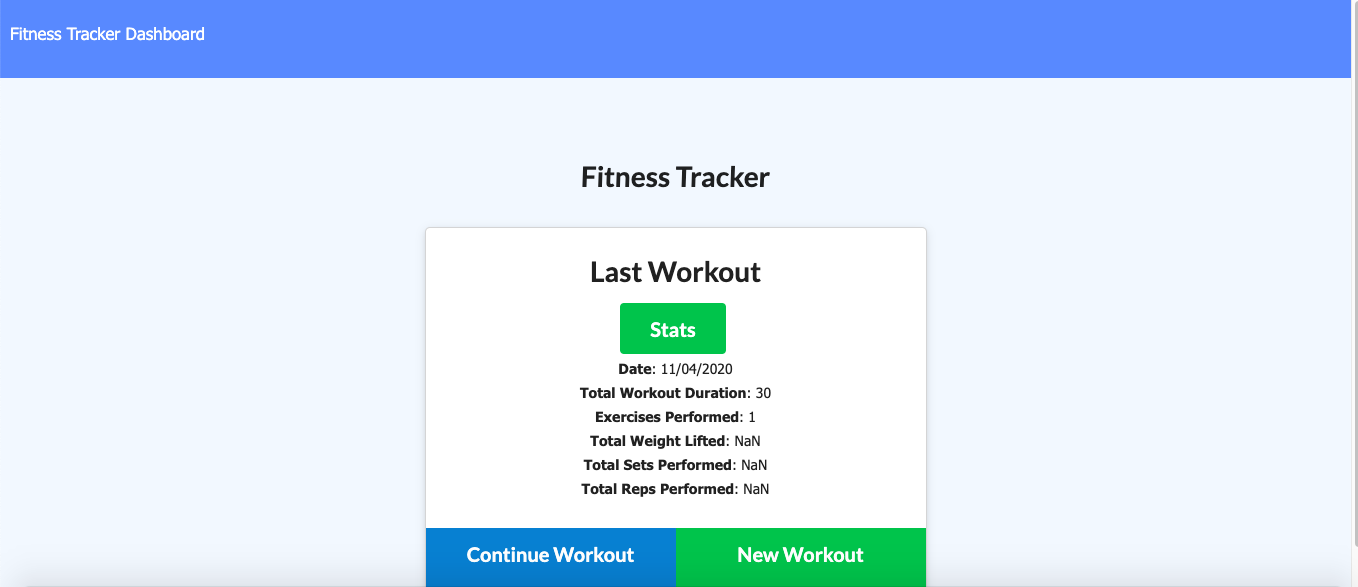 Fitness Tracker Dashboard
Fitness Tracker
Last Workout
Stats
Date: 11/04/2020
Total Workout Duration: 30
Exercises Performed: 1
Total Weight Lifted: NaN
Total Sets Performed: NaN
Total Reps Performed: NaN
Continue Workout New Workout